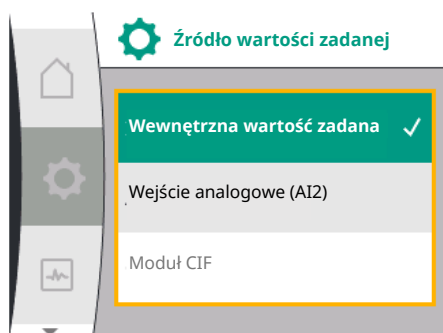 Źródło wartości zadanej
Wewnętrzna wartość zadana
Wejście analogowe (AI2)
Moduł CIF